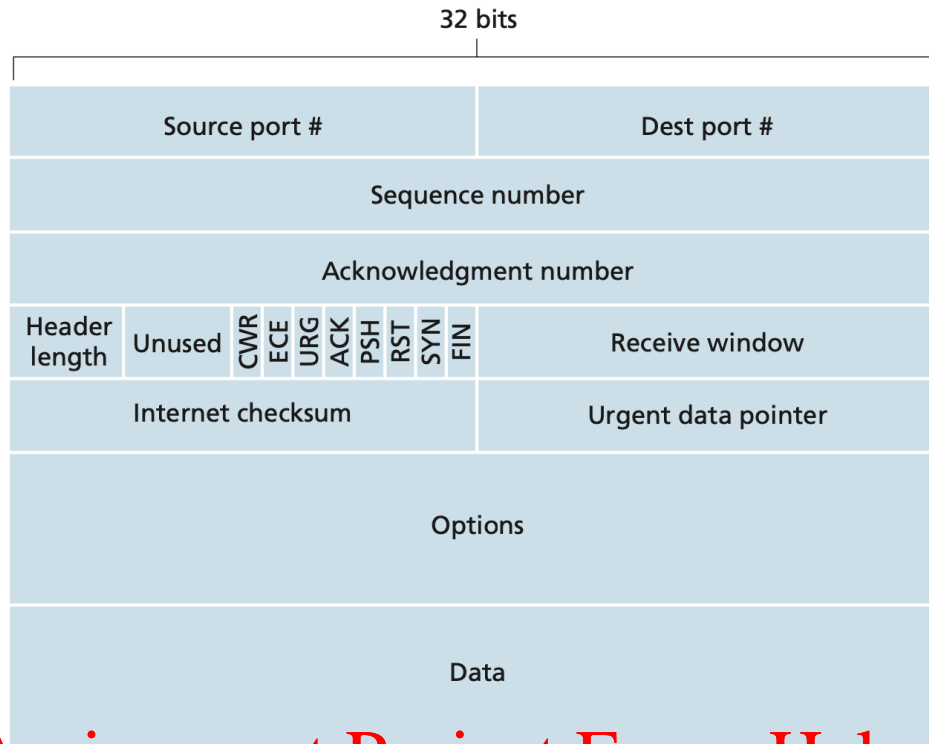 32 bits
Source port # Dest port #
Sequence number
Acknowledgment number
Header length Unused CWR ECE URG ACK PSH RST SYN FIN Receive window
Internet checksum Urgent data pointer
Options
Data
Project